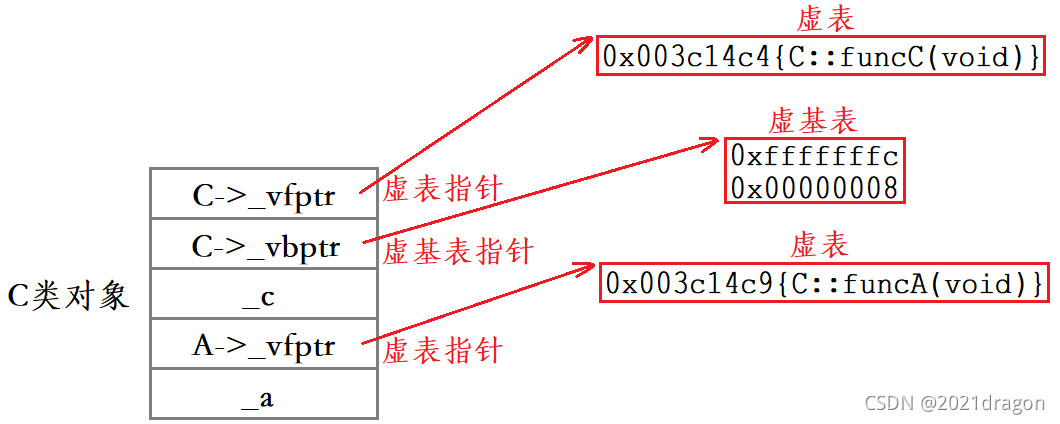 虚表
0x003c14c4{C::funcC(void)}
虚基表
0xfffffffc
0x00000008
C->_vfptr
虚表指针
C->_vbptr
虚基表指针
虚表
0x003c14c9{C::funcA(void)}
C类对象
_c
A->_vfptr
虚表指针
_a
CSDN @2021dragon